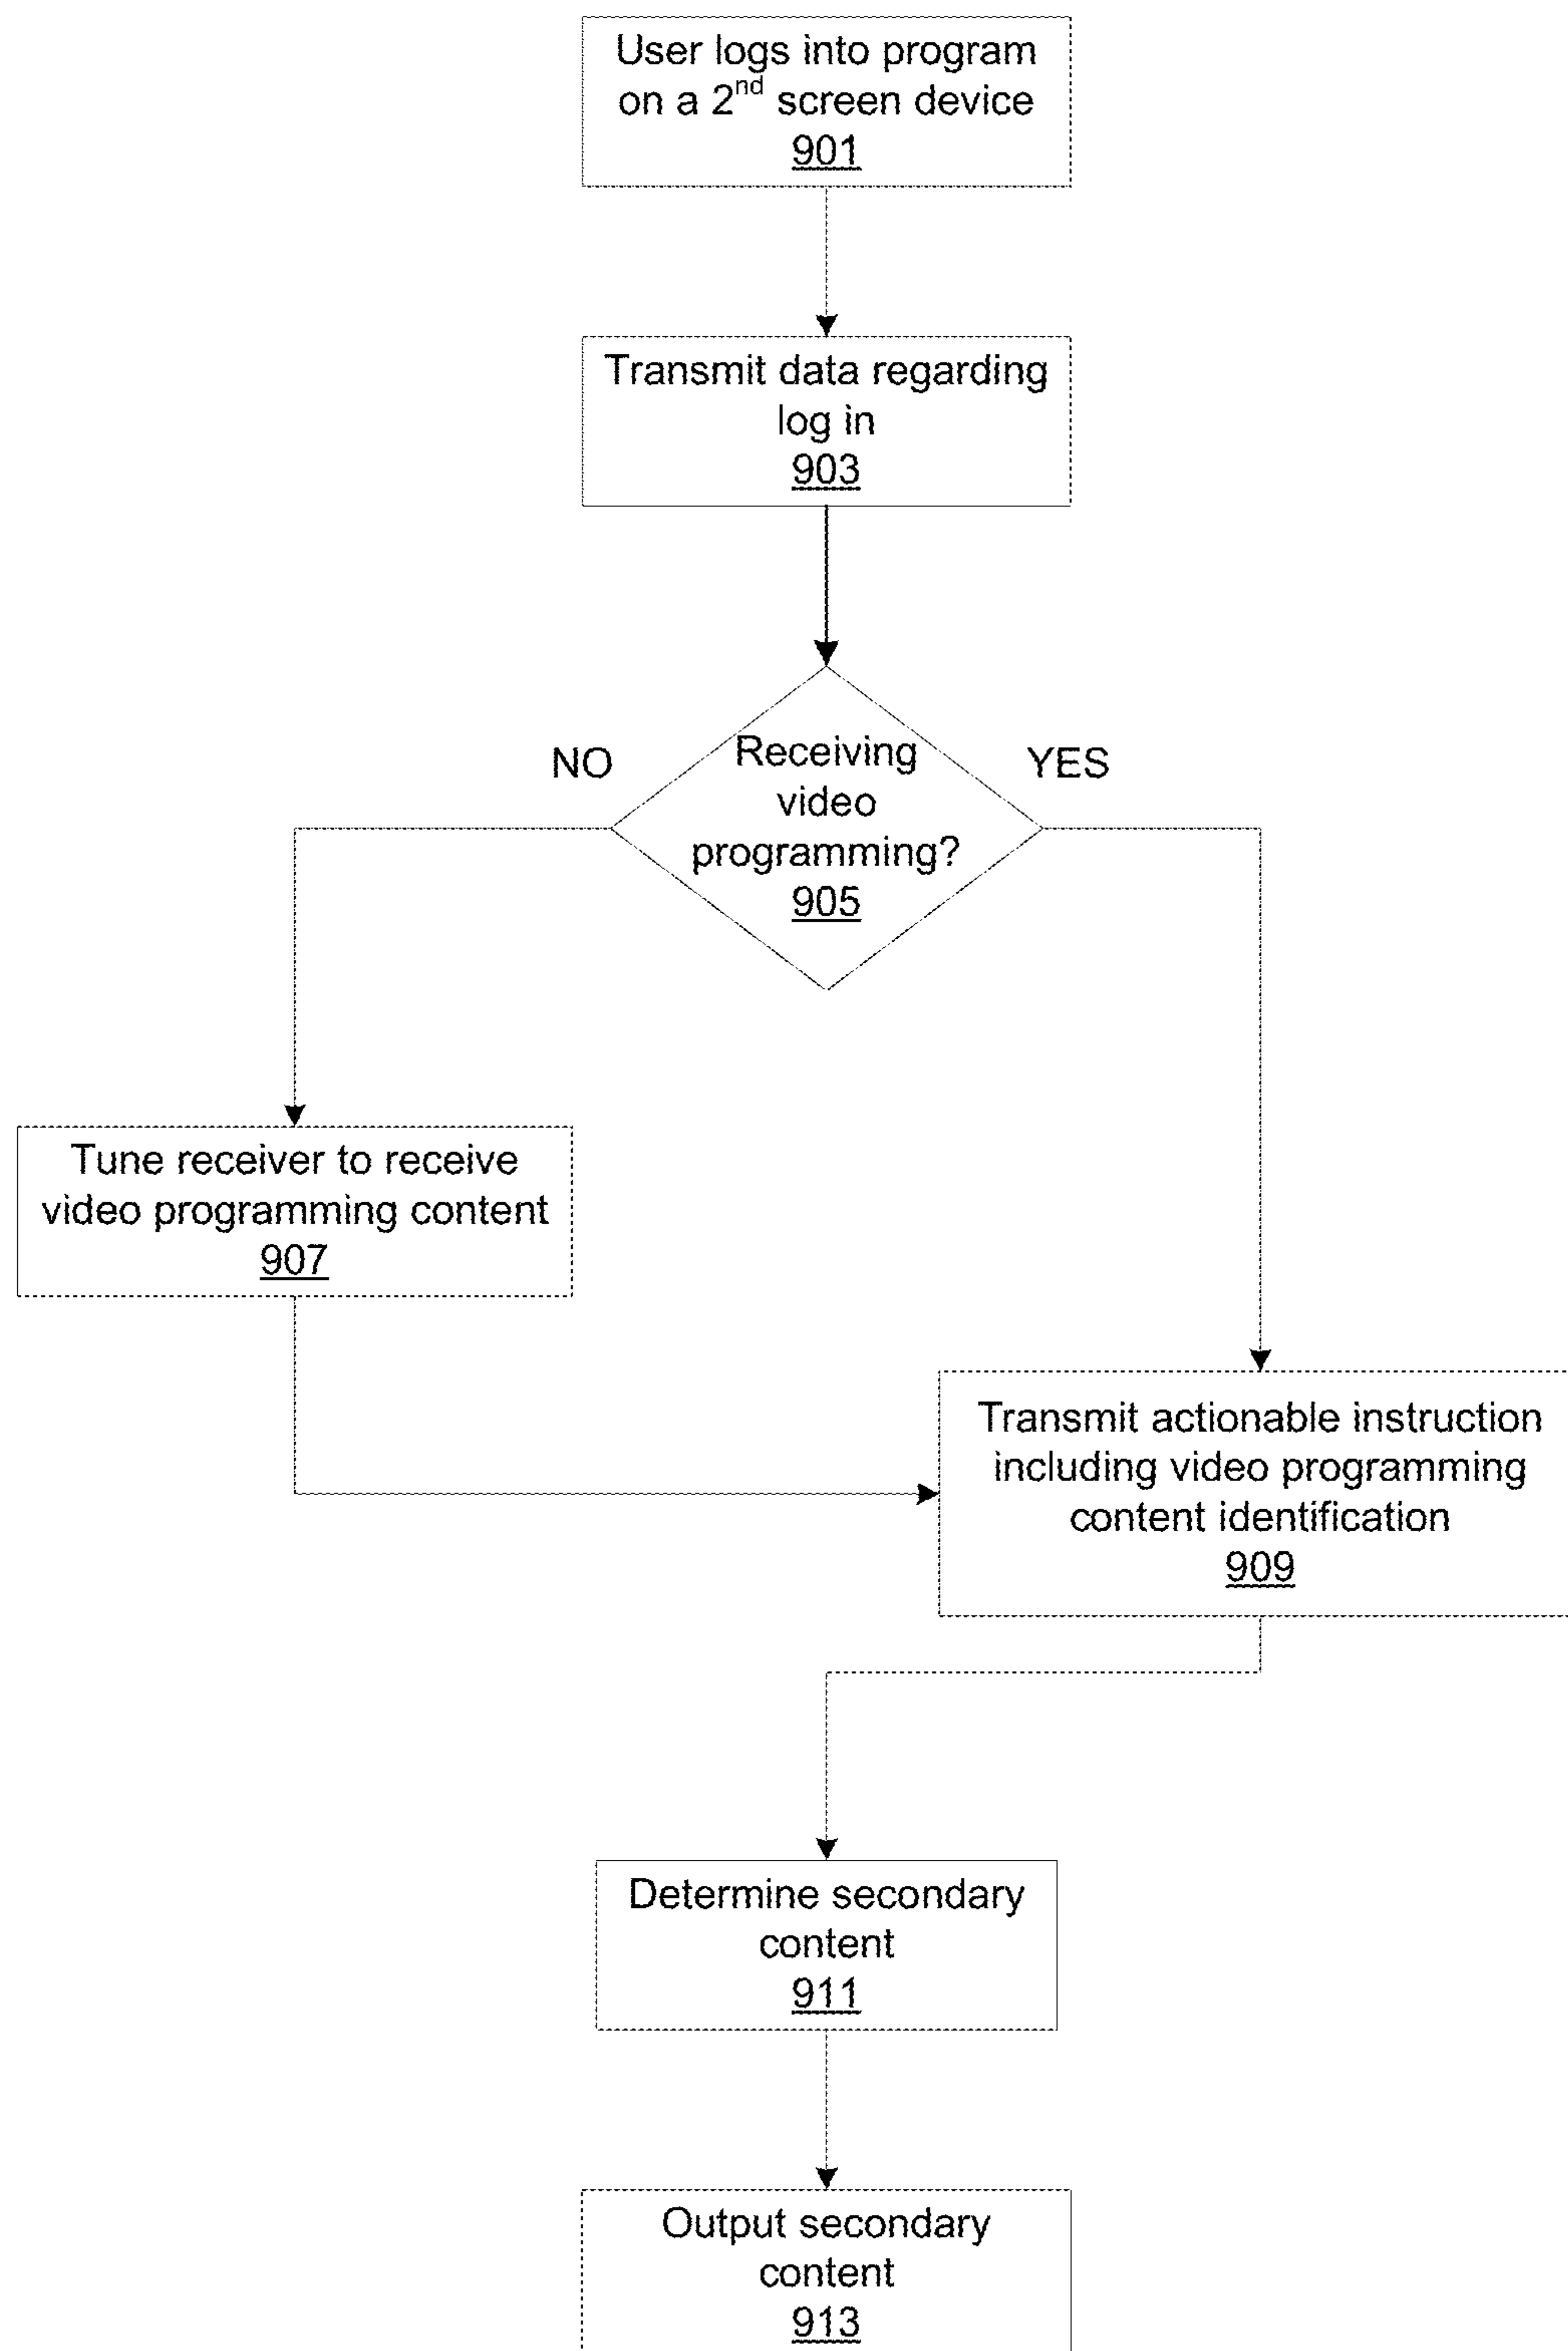 User logs into program
on a 2nd screen device
901
Transmit data regarding
log in
903
NO
YES
Receiving
video
programming?
905
Tune receiver to receive
video programming content
907
Transmit actionable instruction
including video programming
content identification
909
Determine secondary
content
911
Output secondary
content
913